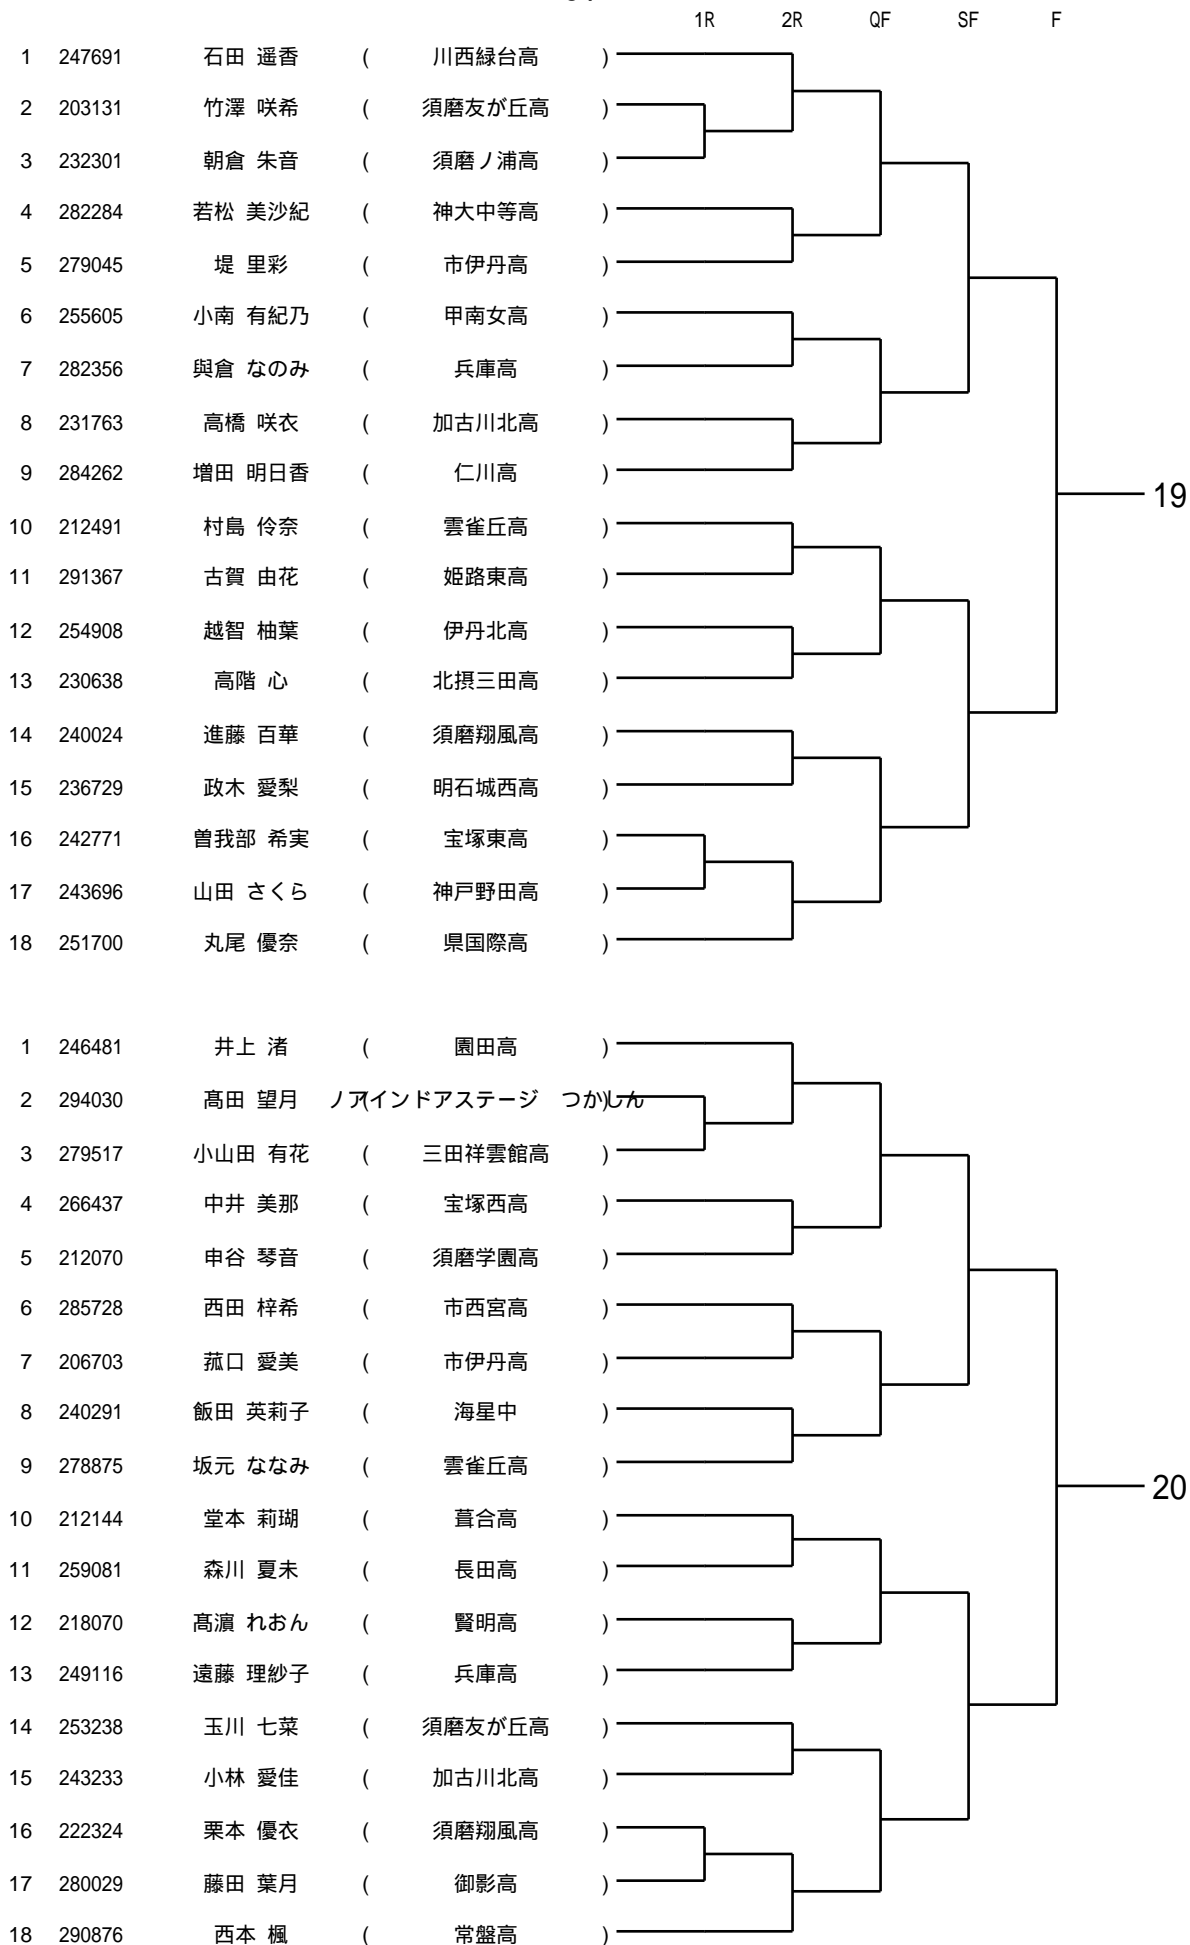 1R 2R QF SF F
1 247691 石田 遥香 ( 川西緑台高 )
2 203131 竹澤 咲希 ( 須磨友が丘高 )
3 232301 朝倉 朱音 ( 須磨ノ浦高 )
4 282284 若松 美沙紀 ( 神大中等高 )
5 279045 堤 里彩 ( 市伊丹高 )
6 255605 小南 有紀乃 ( 甲南女高 )
7 282356 與倉 なのみ ( 兵庫高 )
8 231763 高橋 咲衣 ( 加古川北高 )
9 284262 増田 明日香 ( 仁川高 )
19
10 212491 村島 伶奈 ( 雲雀丘高 )
11 291367 古賀 由花 ( 姫路東高 )
12 254908 越智 柚葉 ( 伊丹北高 )
13 230638 高階 心 ( 北摂三田高 )
14 240024 進藤 百華 ( 須磨翔風高 )
15 236729 政木 愛梨 ( 明石城西高 )
16 242771 曽我部 希実 ( 宝塚東高 )
17 243696 山田 さくら ( 神戸野田高 )
18 251700 丸尾 優奈 ( 県国際高 )
1 246481 井上 渚 ( 園田高 )
2 294030 髙田 望月 ( ノアインドアステージ つかしん )
3 279517 小山田 有花 ( 三田祥雲館高 )
4 266437 中井 美那 ( 宝塚西高 )
5 212070 申谷 琴音 ( 須磨学園高 )
6 285728 西田 梓希 ( 市西宮高 )
7 206703 菰口 愛美 ( 市伊丹高 )
8 240291 飯田 英莉子 ( 海星中 )
9 278875 坂元 ななみ ( 雲雀丘高 )
20
10 212144 堂本 莉瑚 ( 葺合高 )
11 259081 森川 夏未 ( 長田高 )
12 218070 髙濵 れおん ( 賢明高 )
13 249116 遠藤 理紗子 ( 兵庫高 )
14 253238 玉川 七菜 ( 須磨友が丘高 )
15 243233 小林 愛佳 ( 加古川北高 )
16 222324 栗本 優衣 ( 須磨翔風高 )
17 280029 藤田 葉月 ( 御影高 )
18 290876 西本 楓 ( 常盤高 )